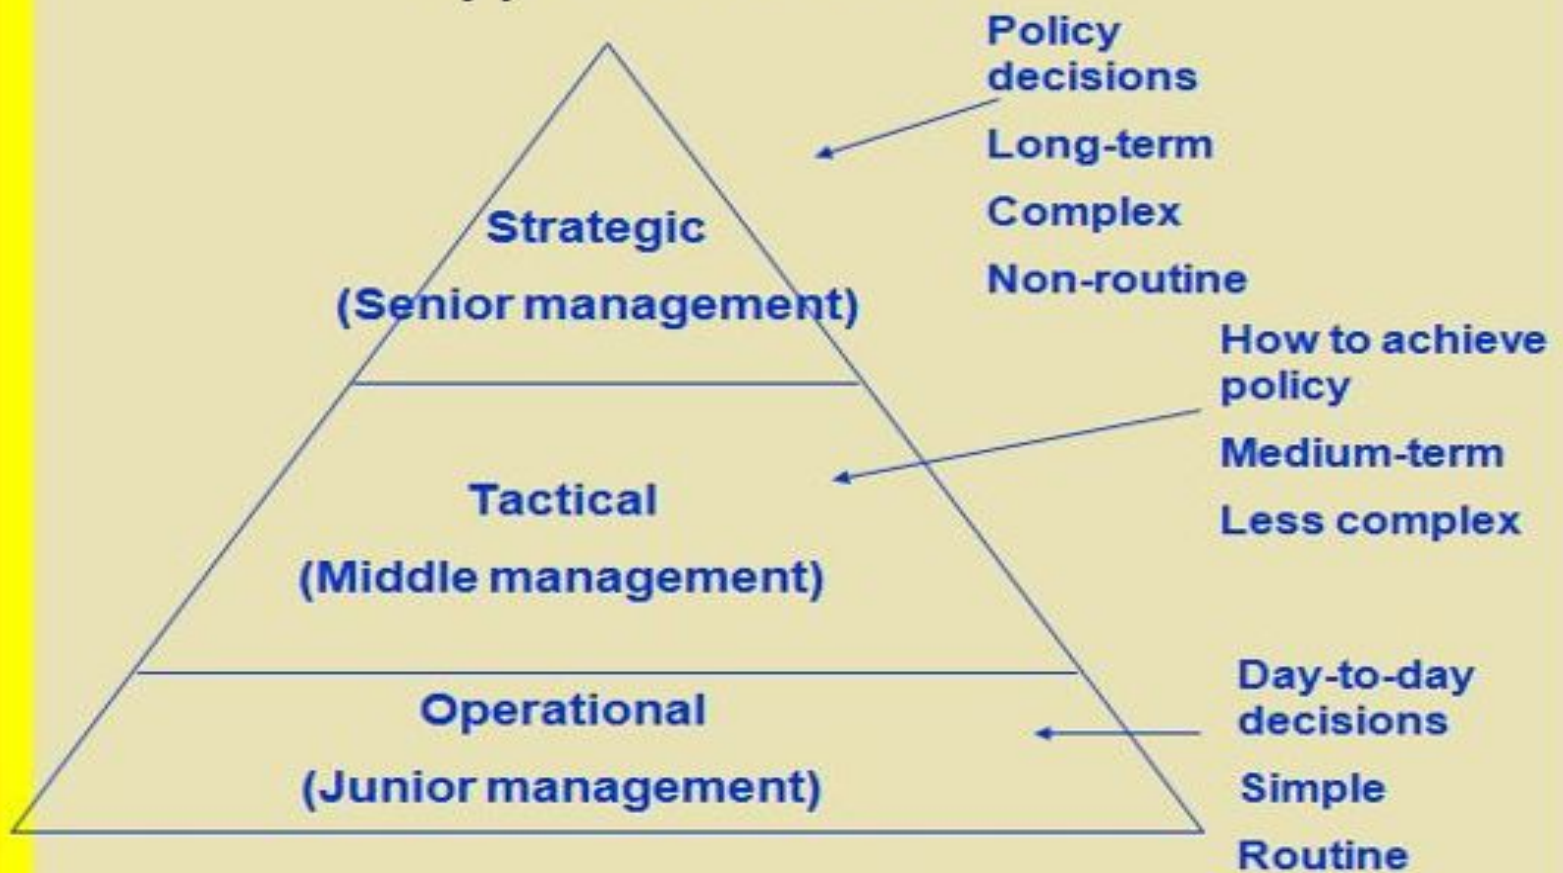 Policy
decisions
Long-term
Complex
Non-routine
Strategic
(Senior management)
How to achieve
policy
Medium-term
Less complex
Tactical
(Middle management)
Day-to-day
decisions
Simple
Routine
Operational
(Junior management)